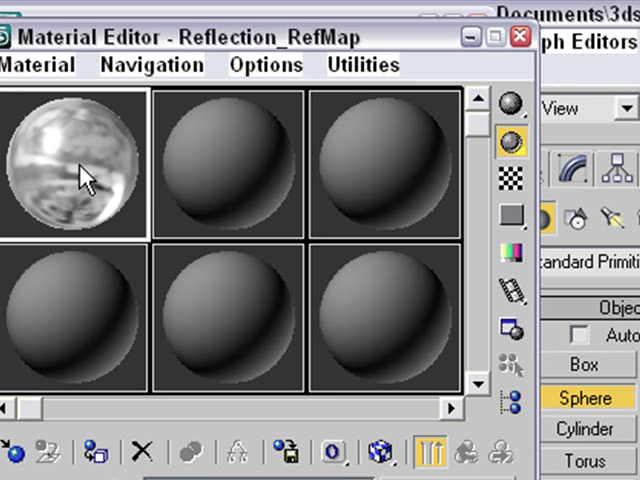 Documents\3ds
Material Editor - Reflection_RefMap
ph Editors
Material Navigation Options Utilities
View
tandard Primiti
Objec
Auto
Box
Sphere
Cylinder
Torus